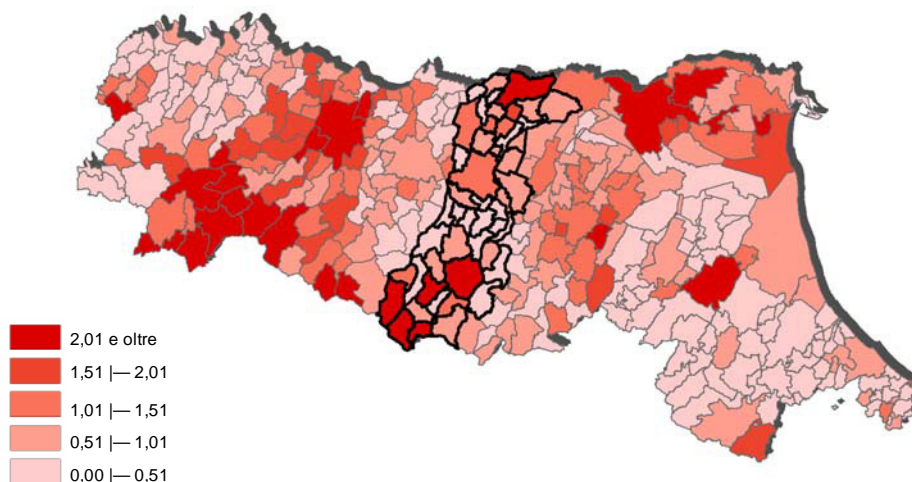 2,01 e oltre
1,51 |— 2,01
1,01 |— 1,51
0,51 |— 1,01
0,00 |— 0,51